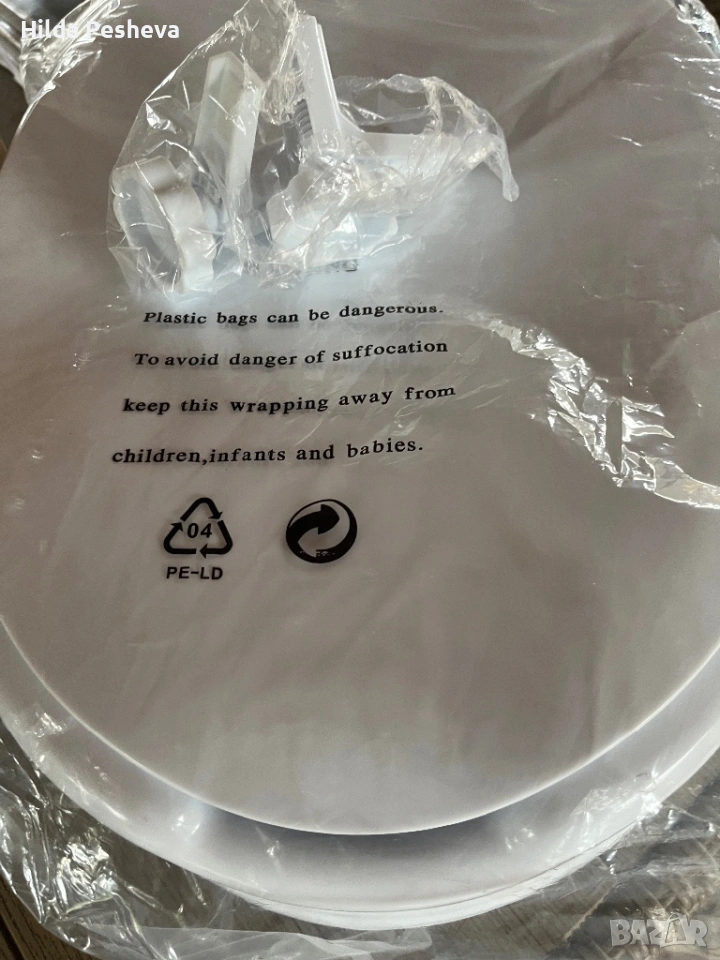 Hilda Pesheva
Plastic bags can be dangerous.
To avoid danger of suffocation
keep this wrapping away from
children,infants and babies.
04
PE-LD
BAZAR